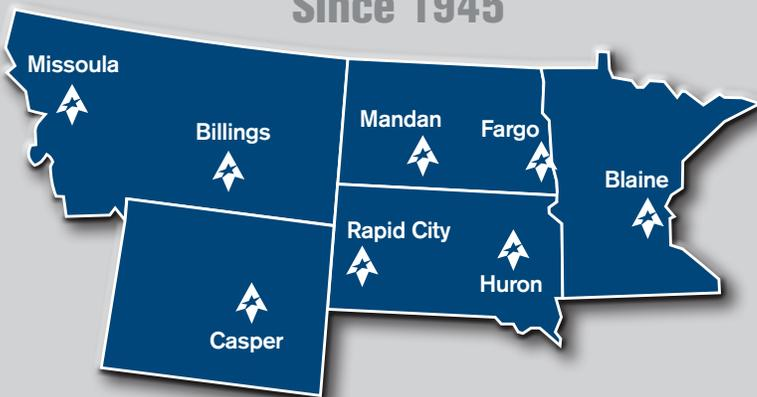 Since 1945
Missoula
Billings
Mandan
Fargo
Blaine
Rapid City
Huron
Casper